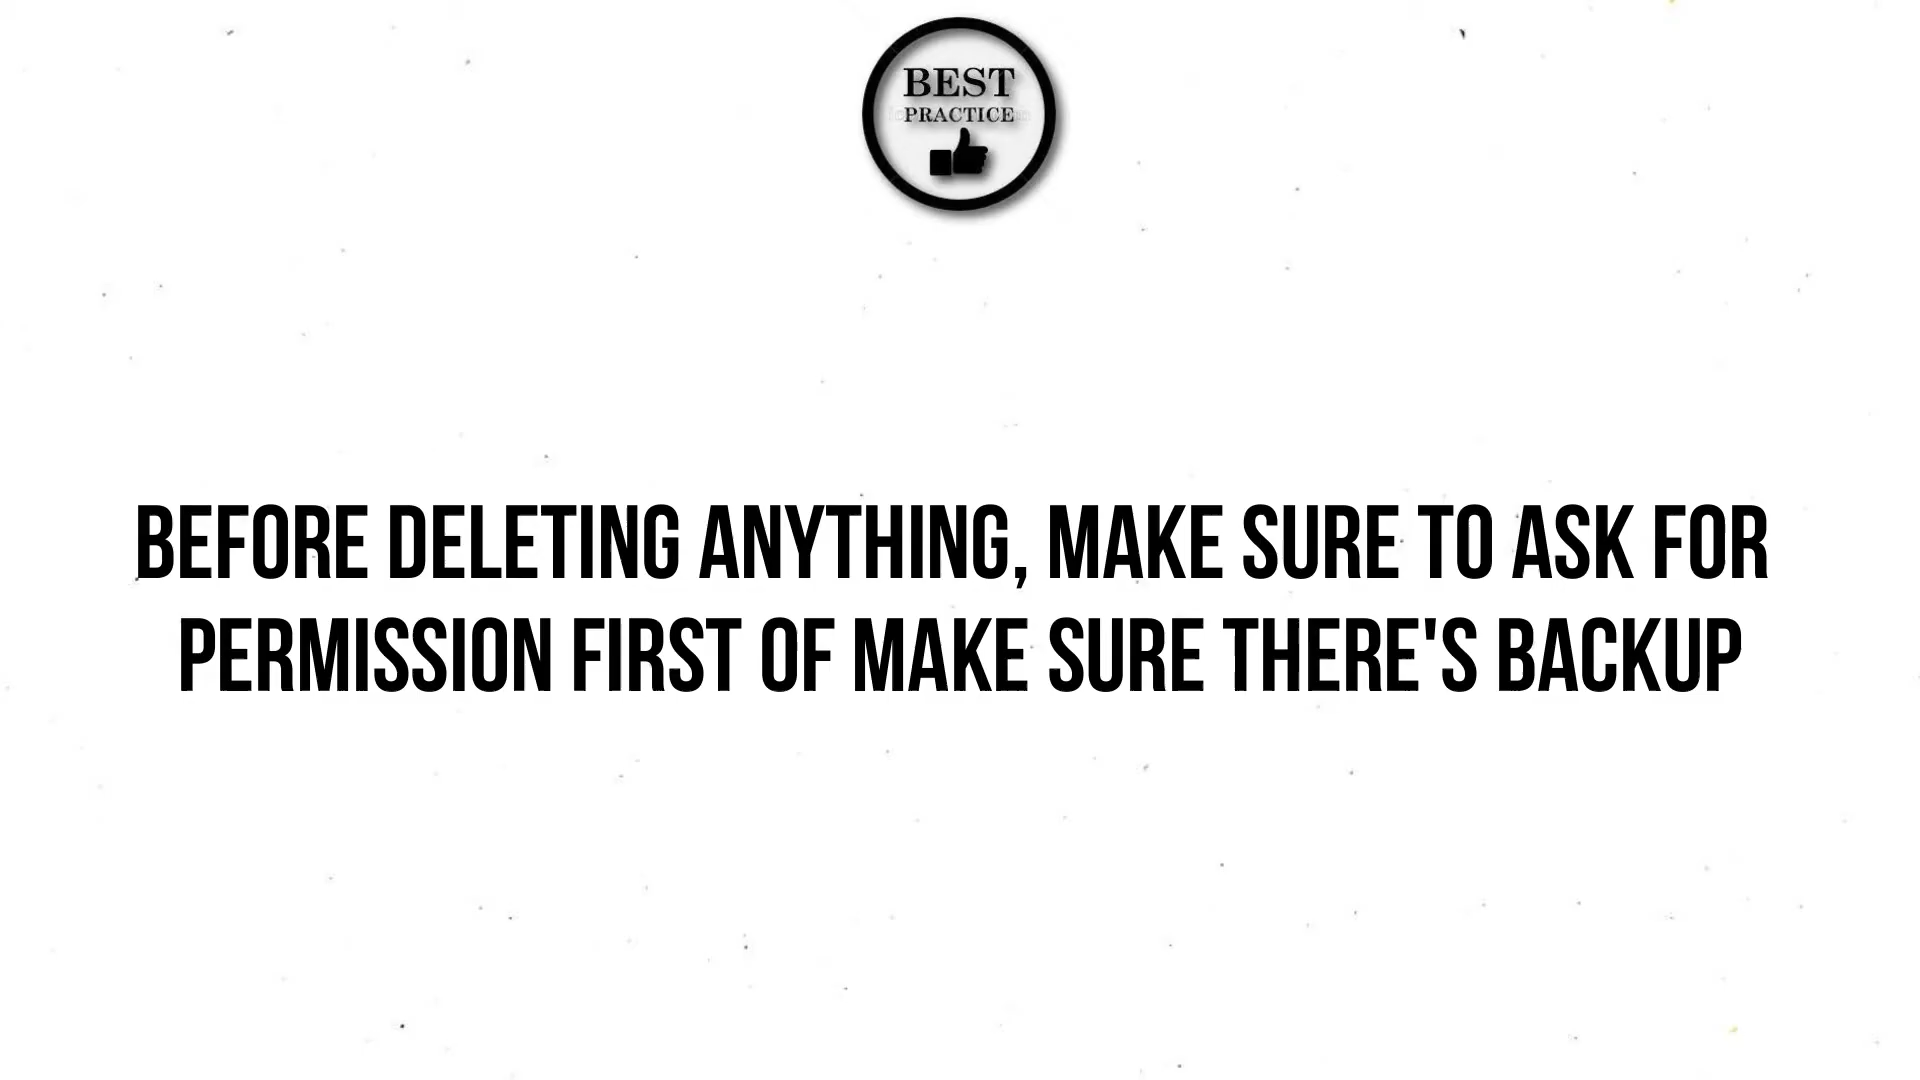 BEST
PRACTICE
BEFORE DELETING ANYTHING, MAKE SURE TO ASK FOR
PERMISSION FIRST OF MAKE SURE THERE'S BACKUP